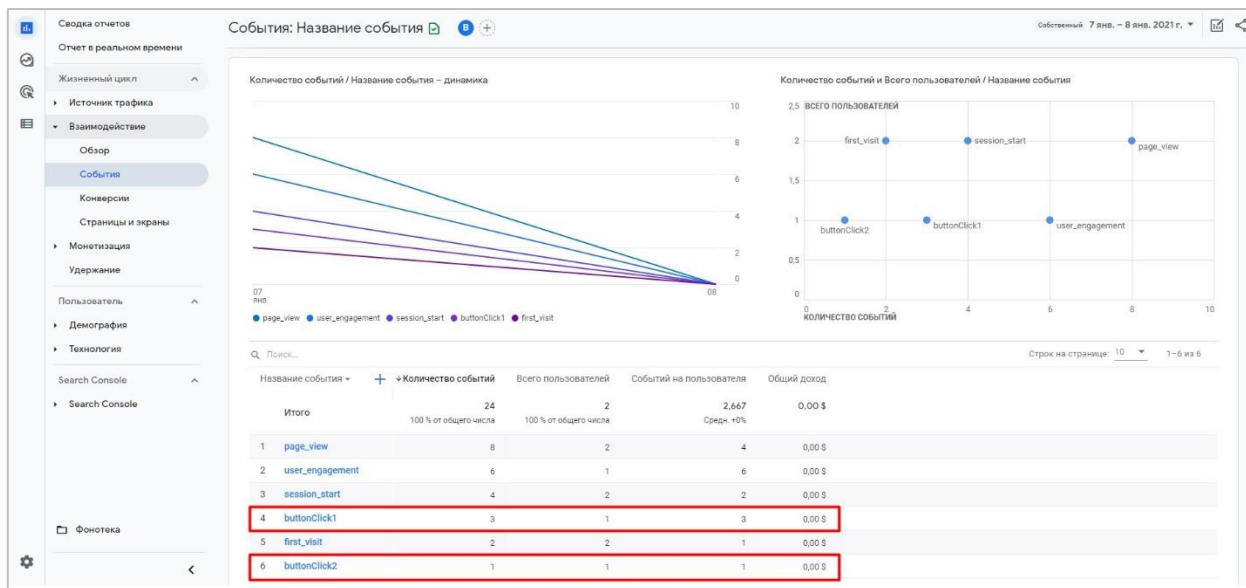 Сводка отчетов
Отчет в реальном времени
Жизненный цикл
Источник трафика
Взаимодействие
Обзор
События
Конверсии
Страницы и экраны
Монетизация
Удержание
Пользователь
Демография
Технология
Search Console
Search Console
Фонотека
События: Название события B
Собственный 7 янв. – 8 янв. 2021 г.
Количество событий / Название события – динамика
10
8
6
4
2
0
07
янв.
08
page_view user_engagement session_start buttonClick1 first_visit
Количество событий и Всего пользователей / Название события
2,5 ВСЕГО ПОЛЬЗОВАТЕЛЕЙ
2 first_visit session_start page_view
1,5
1 buttonClick2 buttonClick1 user_engagement
0,5
0
0 2 4 6 8 10
КОЛИЧЕСТВО СОБЫТИЙ
Поиск...
Строк на странице: 10 1–6 из 6
Название события + Количество событий Всего пользователей Событий на пользователя Общий доход
Итого 24 2 2,667 0,00 $
100 % от общего числа 100 % от общего числа Средн. +0%
1 page_view 8 2 4 0,00 $
2 user_engagement 6 1 6 0,00 $
3 session_start 4 2 2 0,00 $
4 buttonClick1 3 1 3 0,00 $
5 first_visit 2 2 1 0,00 $
6 buttonClick2 1 1 1 0,00 $